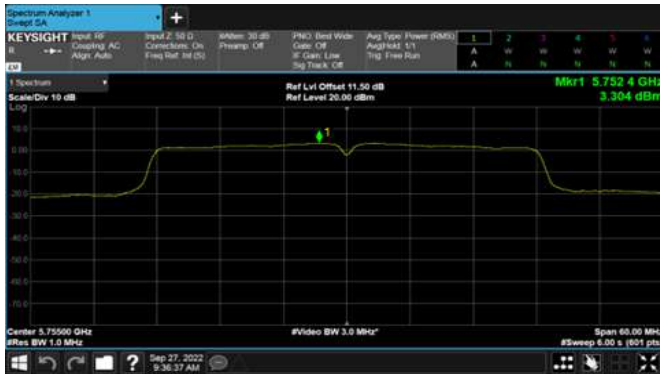 Spectrum Analyzer 1
Swept SA
+
KEYSIGHT
R
Input: RF
Coupling: AC
Align: Auto
Input Z: 50 Ω
Corrections: On
Freq Ref: Int (S)
#Atten: 30 dB
Preamp: Off
PNO: Best Wide
Gate: Off
IF Gain: Low
Sig Track: Off
Avg Type: Power (RMS)
Avg|Hold: 1/1
Trig: Free Run
1 2 3 4 5 6
A W W W W W
A N N N N N
1 Spectrum
Scale/Div 10 dB
Log
Ref Lvl Offset 11.50 dB
Ref Level 20.00 dBm
Mkr1 5.752 4 GHz
3.304 dBm
1
10.0
0.00
-10.0
-20.0
-30.0
-40.0
-50.0
-60.0
-70.0
Center 5.75500 GHz
#Res BW 1.0 MHz
#Video BW 3.0 MHz*
Span 60.00 MHz
#Sweep 6.00 s (601 pts
?
Sep 27, 2022
9:36:37 AM